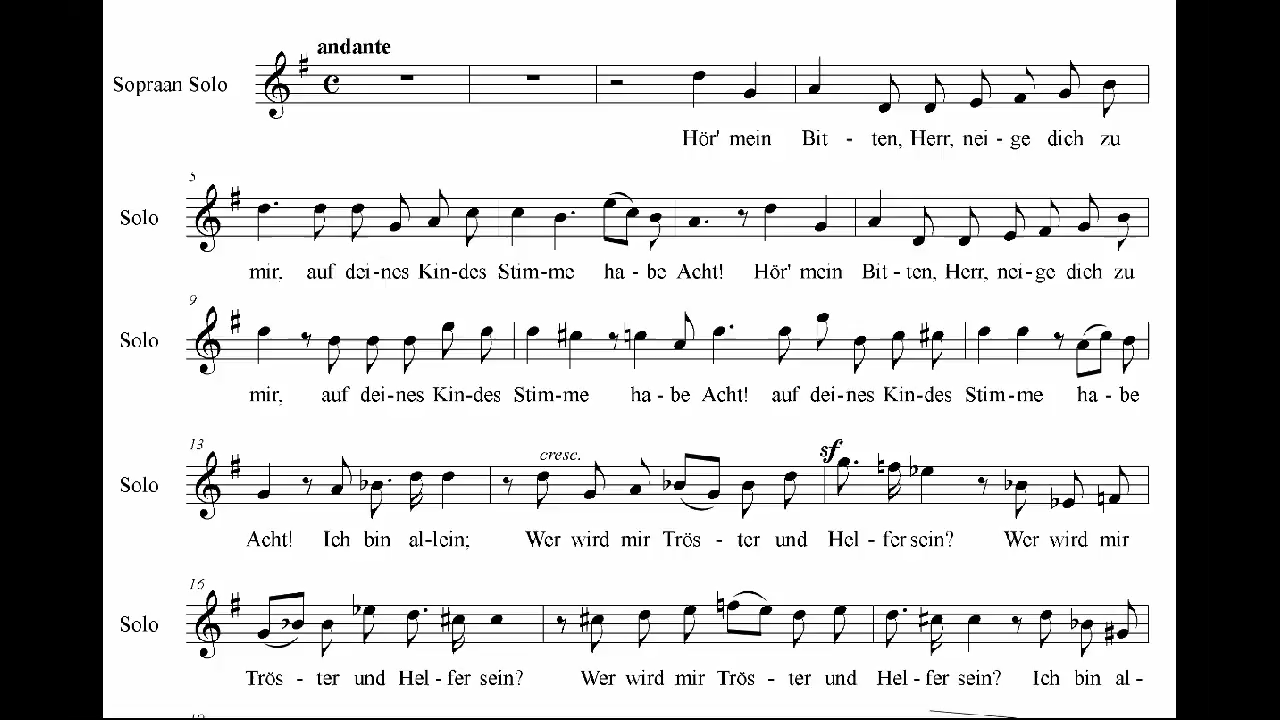 andante
Sopraan Solo
Hör' mein Bit - ten, Herr, nei - ge dich zu
5
Solo
mir, auf dei-nes Kin-des Stim-me ha - be Acht! Hör' mein Bit - ten, Herr, nei - ge dich zu
9
Solo
mir, auf dei-nes Kin-des Stim-me ha - be Acht! auf dei-nes Kin-des Stim-me ha - be
13
cresc.
sf
Solo
Acht! Ich bin al-lein; Wer wird mir Trös - ter und Hel - fer sein? Wer wird mir
16
Solo
Trös - ter und Hel - fer sein? Wer wird mir Trös - ter und Hel - fer sein? Ich bin al -